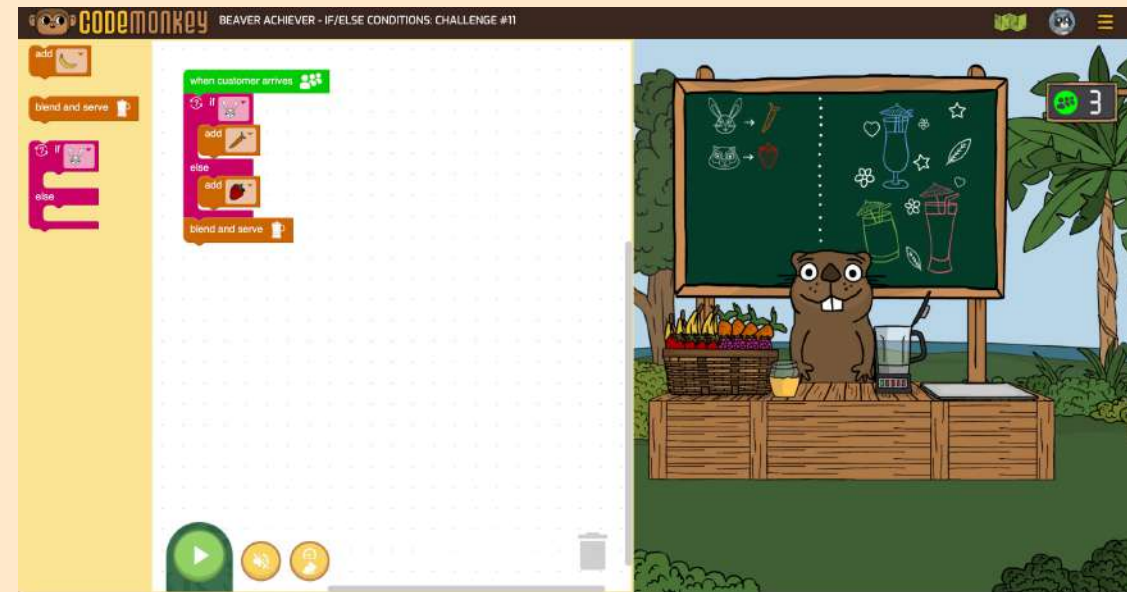 CODEMONKEY BEAVER ACHIEVER - IF/ELSE CONDITIONS: CHALLENGE #11
add
blend and serve
if
else
when customer arrives
if
add
else
add
blend and serve
3